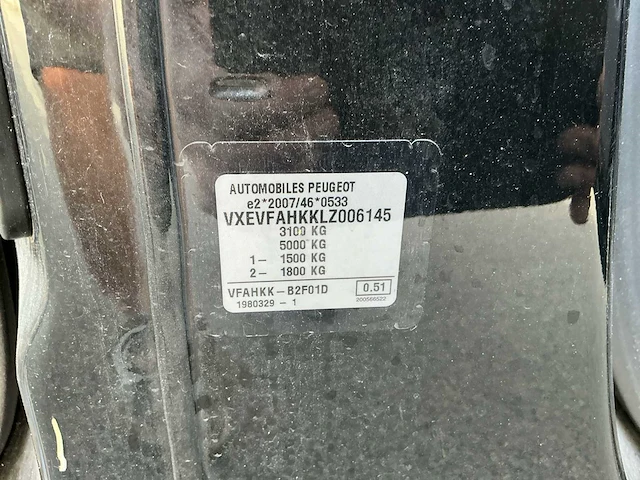 AUTOMOBILES PEUGEOT
e2*2007/46*0533
VXEVFAHKKLZ006145
3100 KG
5000 KG
1- 1500 KG
2- 1800 KG
VFAHKK-B2F01D 0.51
1980329 - 1 200566522